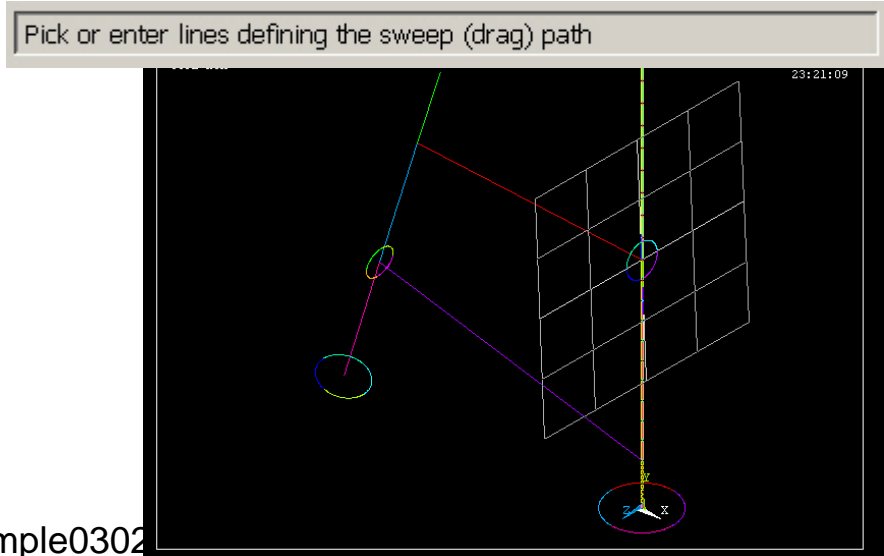 Pick or enter lines defining the sweep (drag) path
23:21:09
Y
Z X
mple0302